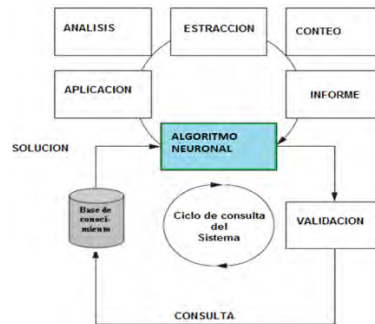 ANALISIS
ESTRACCION
CONTEO
APLICACION
INFORME
ALGORITMO
NEURONAL
SOLUCION
Base de
conoci-
miento
Ciclo de consulta
del
Sistema
VALIDACION
CONSULTA